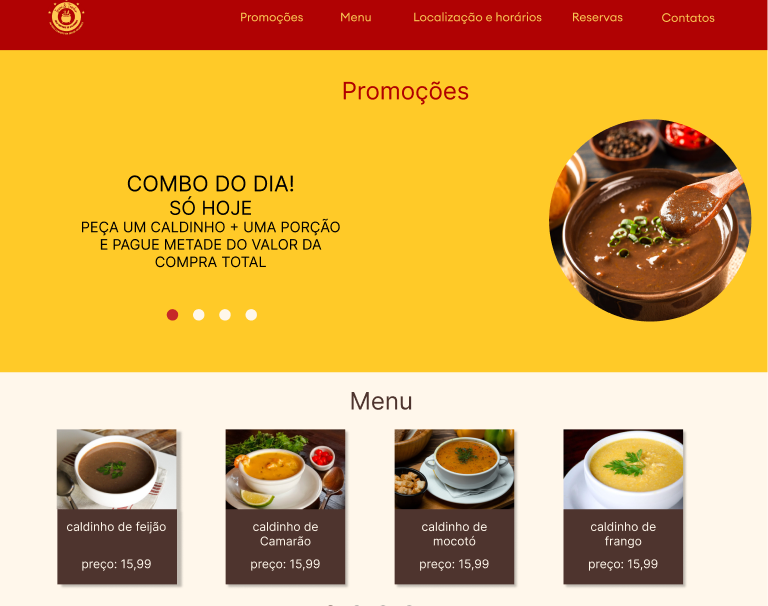 Promoções Menu Localização e horários Reservas Contatos
Promoções
COMBO DO DIA!
SÓ HOJE
PEÇA UM CALDINHO + UMA PORÇÃO
E PAGUE METADE DO VALOR DA
COMPRA TOTAL
Menu
caldinho de feijão
preço: 15,99
caldinho de
Camarão
preço: 15,99
caldinho de
mocotó
preço: 15,99
caldinho de
frango
preço: 15,99